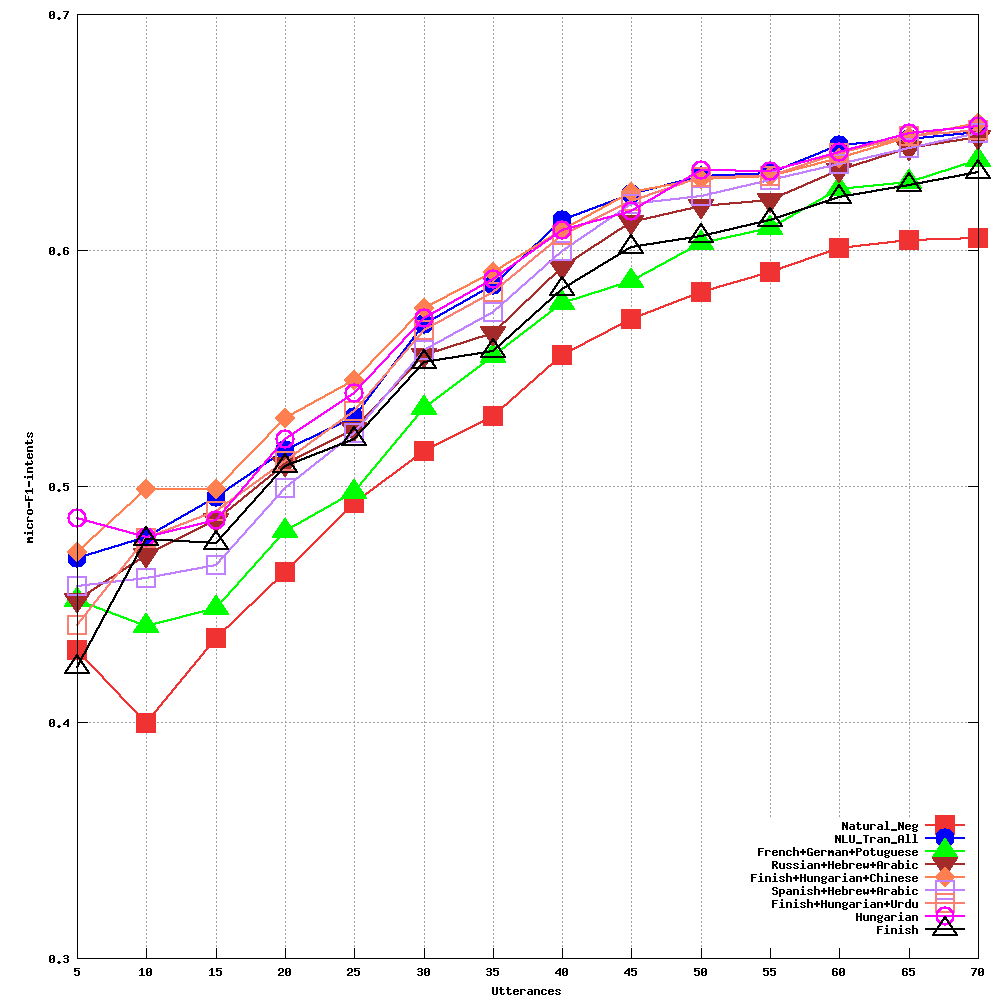 0.7
0.6
0.5
0.4
0.3
micro-F1-intents
Natural_Neg
NLU_Tran_All
French+German+Potuguese
Russian+Hebrew+Arabic
Finish+Hungarian+Chinese
Spanish+Hebrew+Arabic
Finish+Hungarian+Urdu
Hungarian
Finish
5 10 15 20 25 30 35 40 45 50 55 60 65 70
Utterances